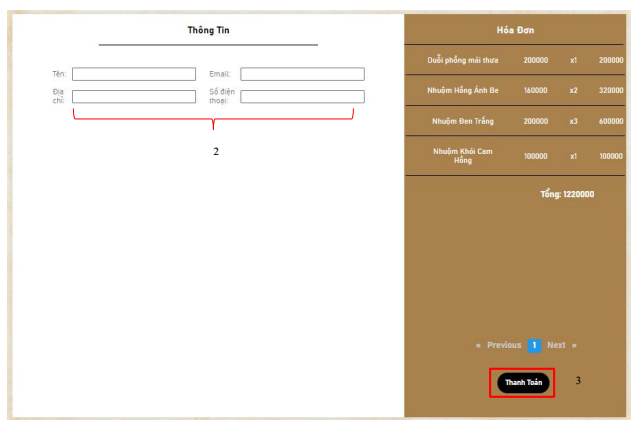 Thông Tin
Tên:
Email:
Địa chỉ:
Số điện thoại:
2
Hóa Đơn
Duỗi phồng mái thưa 200000 x1 200000
Nhuộm Hồng Ánh Be 160000 x2 320000
Nhuộm Đen Trắng 200000 x3 600000
Nhuộm Khói Cam Hồng 100000 x1 100000
Tổng: 1220000
« Previous 1 Next »
Thanh Toán 3